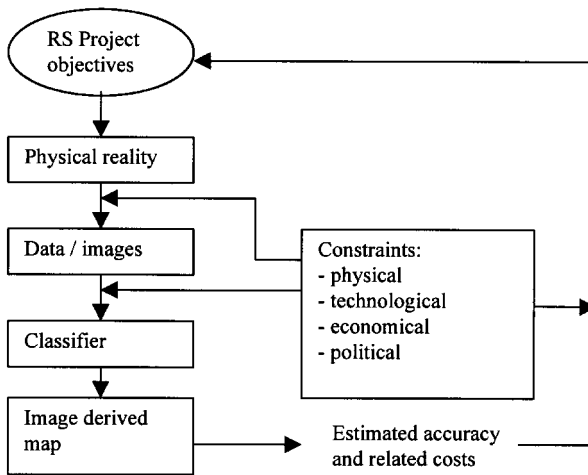 RS Project
objectives
Physical reality
Data / images
Constraints:
- physical
- technological
- economical
- political
Classifier
Image derived
map
Estimated accuracy
and related costs